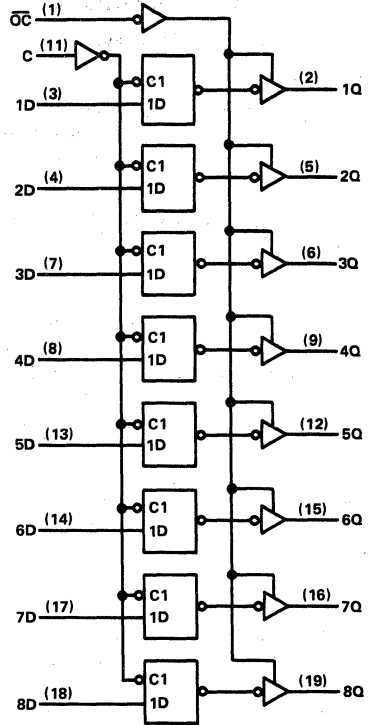 OC (1)
C (11)
C1
1D (3) 1D (2) 1Q
C1
2D (4) 1D (5) 2Q
C1
3D (7) 1D (6) 3Q
C1
4D (8) 1D (9) 4Q
C1
5D (13) 1D (12) 5Q
C1
6D (14) 1D (15) 6Q
C1
7D (17) 1D (16) 7Q
C1
8D (18) 1D (19) 8Q